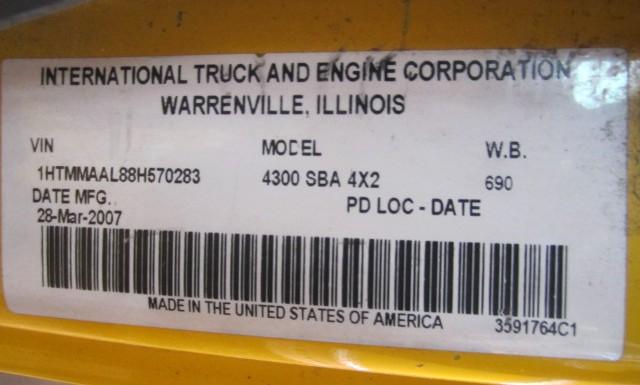 INTERNATIONAL TRUCK AND ENGINE CORPORATION
WARRENVILLE, ILLINOIS
VIN MODEL W.B.
1HTMMAAL88H570283 4300 SBA 4X2 690
DATE MFG. PD LOC - DATE
28-Mar-2007
MADE IN THE UNITED STATES OF AMERICA 3591764C1